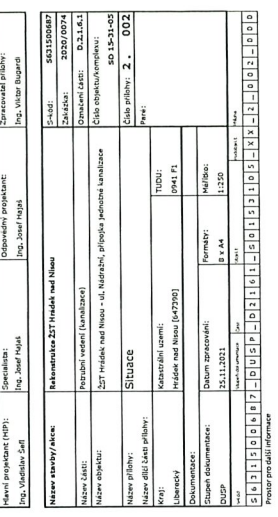 Hlavní projektant (HIP): Specialista: Odpovědný projektant: Zpracovatel přílohy:
Ing. Vladislav Šefl Ing. Josef Hajaš Ing. Josef Hajaš Ing. Viktor Bugardi
Název stavby/akce: Rekonstrukce ŽST Hrádek nad Nisou S-kód: S631500687
Zakázka: 2020/0074
Název části: Potrubní vedení (kanalizace) Označení části: D.2.1.6.1
Název objektu: ŽST Hrádek nad Nisou - ul. Nádražní, přípojka jednotné kanalizace Číslo objektu/komplexu: SO 15-31-05
Název přílohy: Situace Číslo přílohy: 2. 002
Název dílčí části přílohy: Paré:
Kraj: Katastrální území: TUDU:
Liberecký Hrádek nad Nisou [647390] 0941 F1
Dokumentace:
Stupeň dokumentace: Datum zpracování: Formáty: Měřítko:
DUSP 25.11.2021 8 x A4 1:250
S631500687_DUSP_D2161_SO153105_XX_2_002_000
Prostor pro další informace